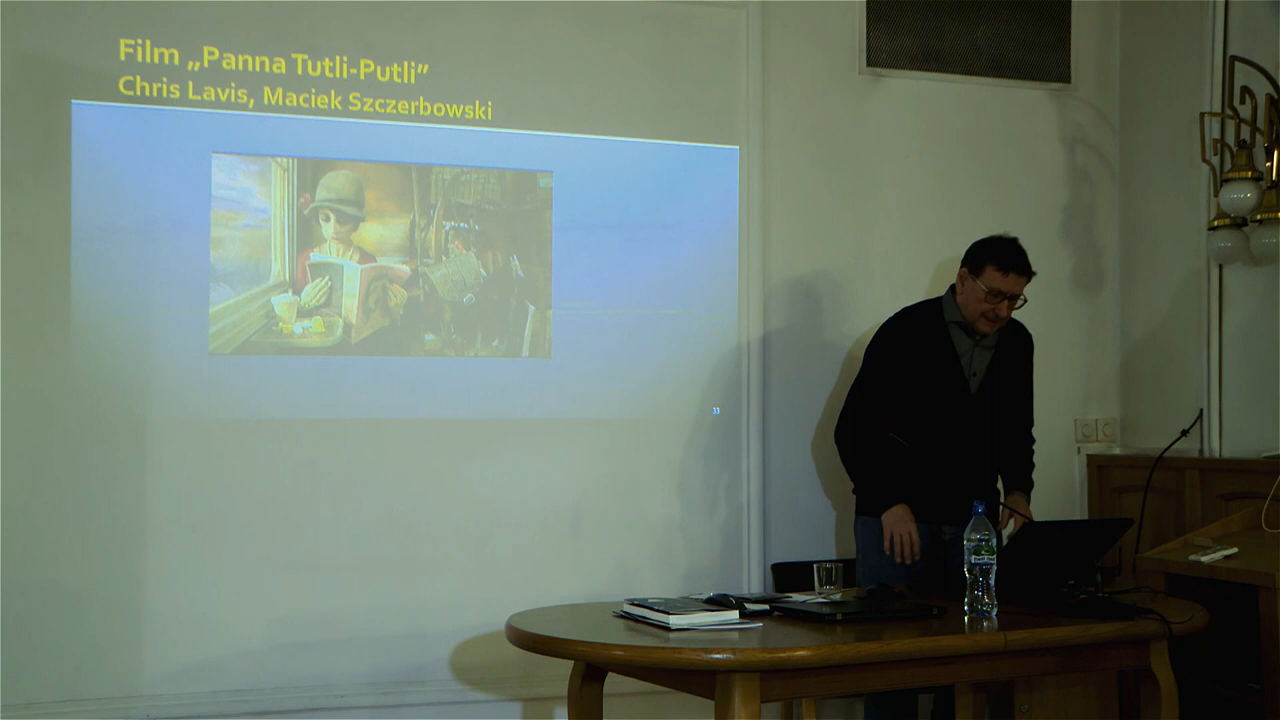 Film „Panna Tutli-Putli”
Chris Lavis, Maciek Szczerbowski
33